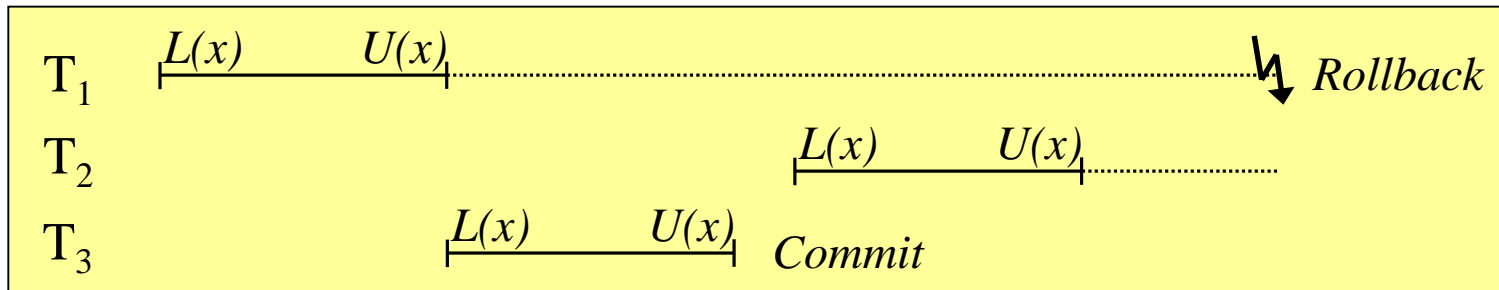 T₁ L(x) U(x) Rollback
T₂ L(x) U(x)
T₃ L(x) U(x) Commit